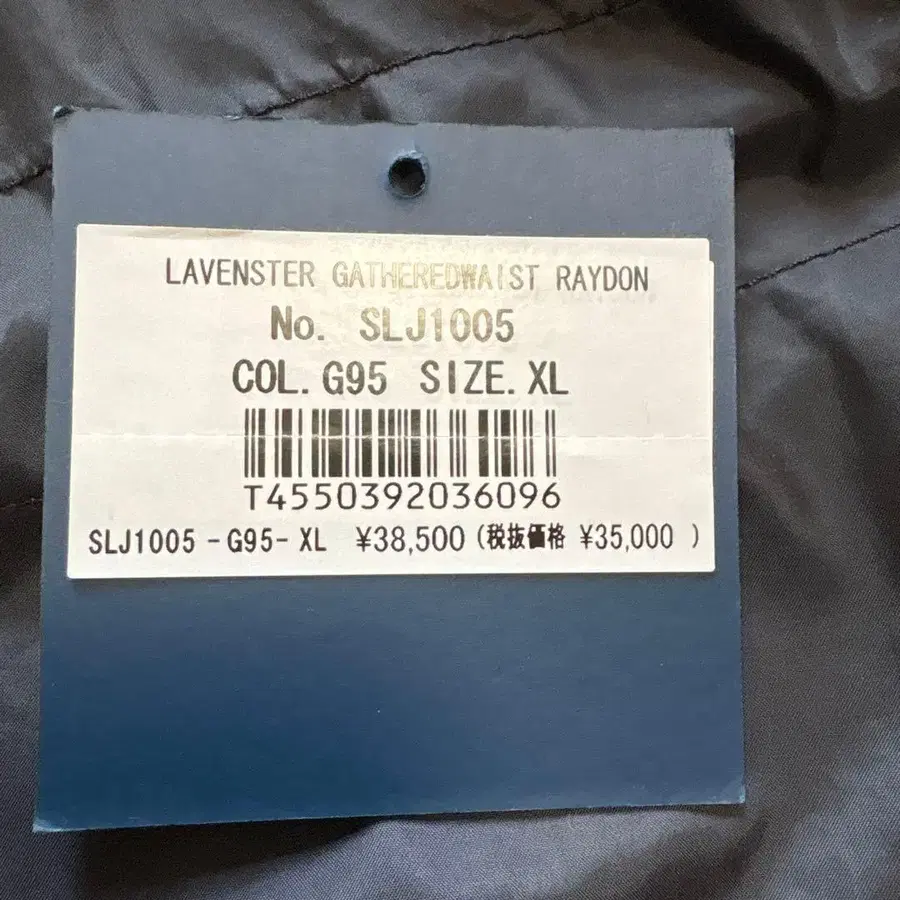 LAVENSTER GATHEREDWAIST RAYDON
No. SLJ1005
COL. G95 SIZE. XL
T4550392036096
SLJ1005 -G95- XL ¥38,500 (税抜価格 ¥35,000 )